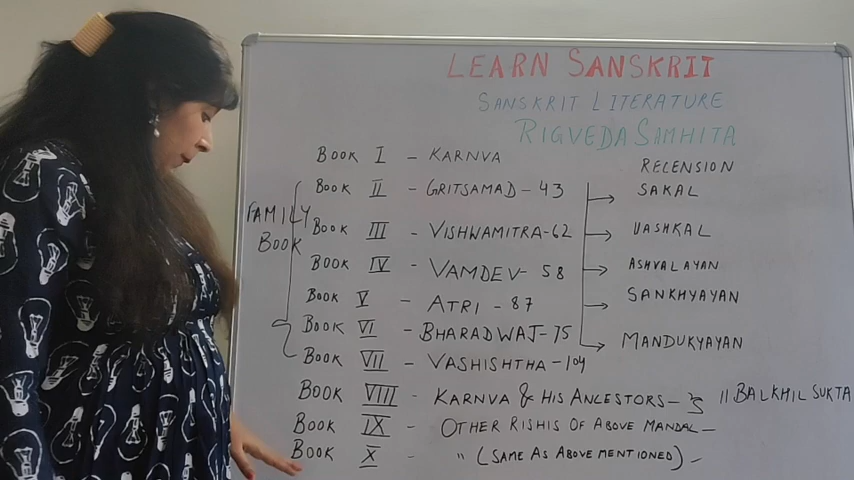 LEARN SANSKRIT
SANSKRIT LITERATURE
RIGVEDA SAMHITA
BOOK I - KARNVA
RECENSION
BOOK II - GRITSAMAD - 43
SAKAL
FAMILY BOOK
BOOK III - VISHWAMITRA-62
VASHKAL
BOOK IV - VAMDEV- 58
ASHVALAYAN
BOOK V - ATRI - 87
SANKHYAYAN
BOOK VI - BHARADWAJ-75
MANDUKYAYAN
BOOK VII - VASHISHTHA -104
BOOK VIII - KARNVA & HIS ANCESTORS - 11 BALKHIL SUKTA
BOOK IX - OTHER RISHIS OF ABOVE MANDAL -
BOOK X - " (SAME AS ABOVE MENTIONED) -